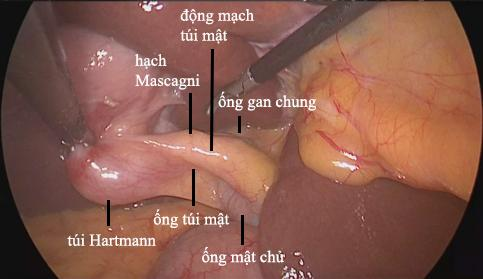 động mạch
túi mật
hạch
Mascagni
ống gan chung
ống túi mật
túi Hartmann
ống mật chủ